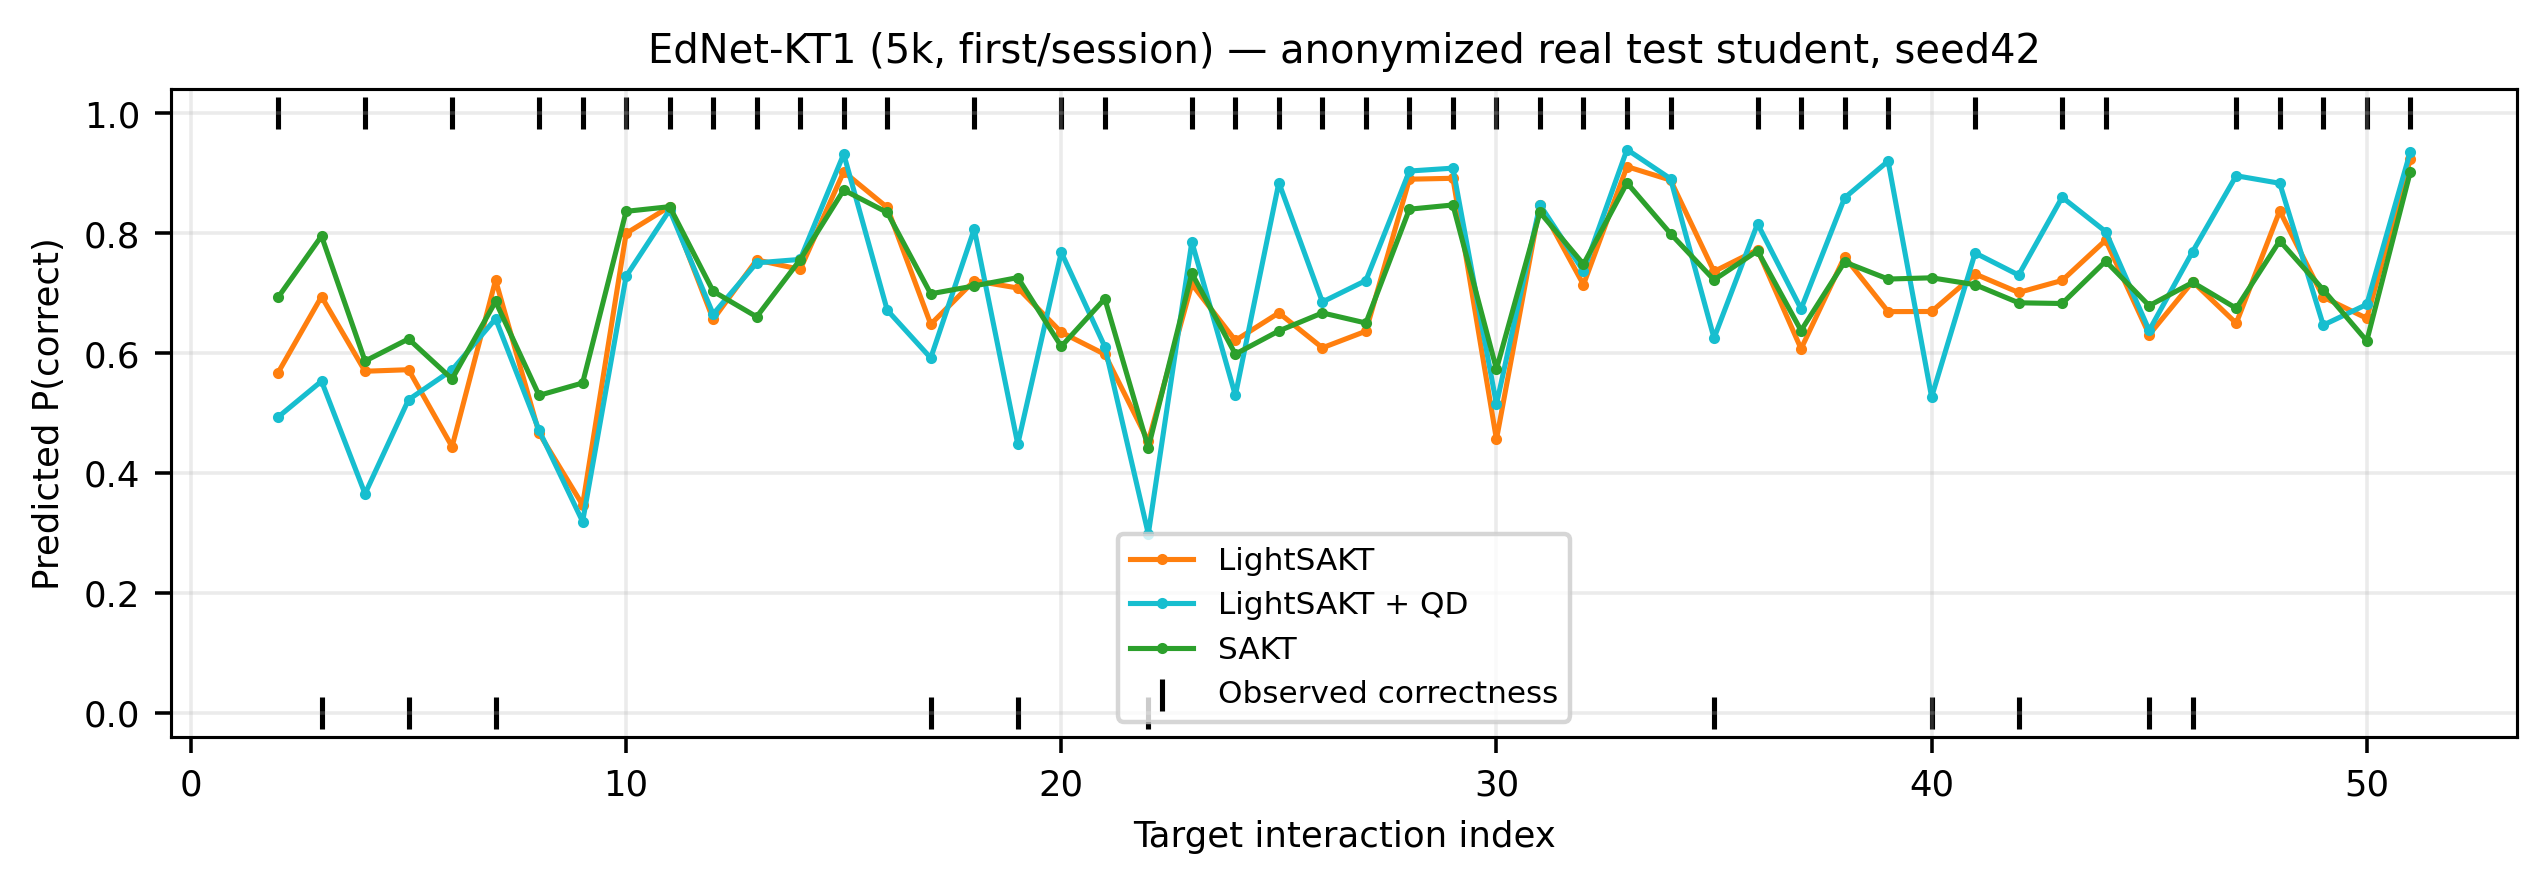 EdNet-KT1 (5k, first/session) — anonymized real test student, seed42
Predicted P(correct)
1.0
0.8
0.6
0.4
0.2
0.0
LightSAKT
LightSAKT + QD
SAKT
Observed correctness
0 10 20 30 40 50
Target interaction index